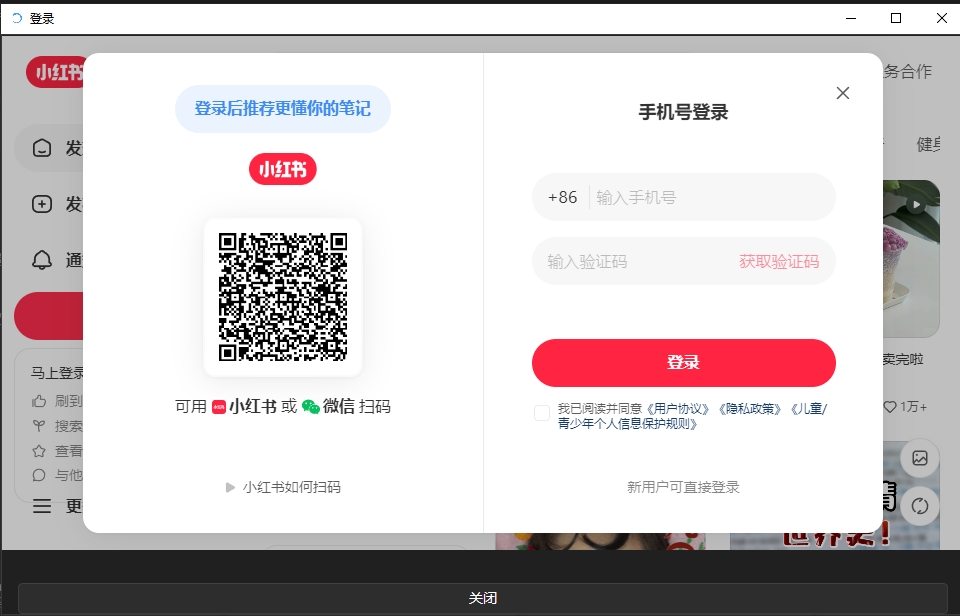 登录
小红书
务合作
登录后推荐更懂你的笔记
手机号登录
小红书
发
健身
+86 输入手机号
发
通
输入验证码 获取验证码
登录
卖完啦
马上登录
刷到
搜索
查看
与他
更
可用 小红书 或 微信 扫码
我已阅读并同意《用户协议》《隐私政策》《儿童/
青少年个人信息保护规则》
1万+
小红书如何扫码
新用户可直接登录
世界史!
关闭